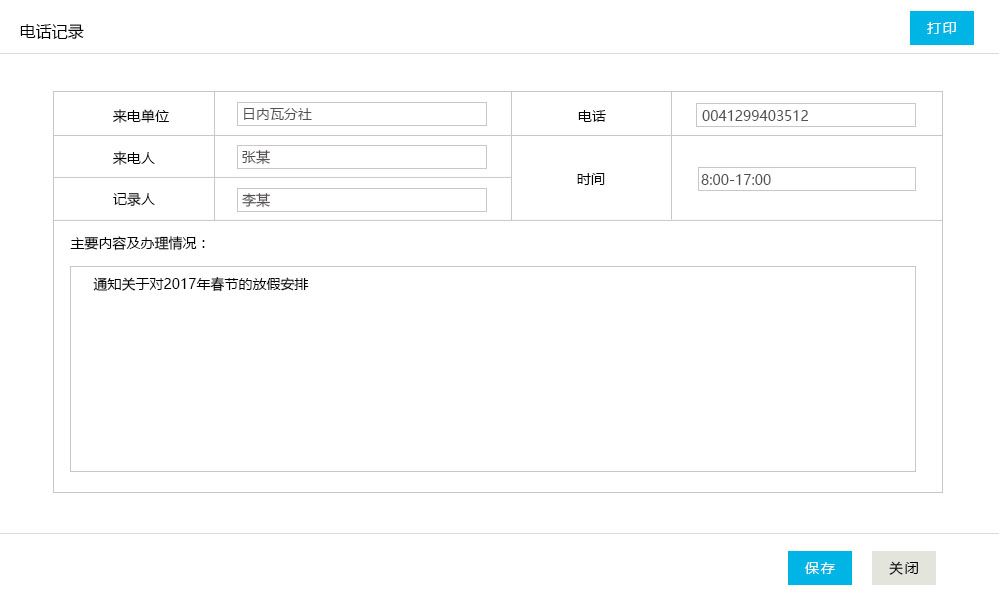 电话记录
打印
来电单位 日内瓦分社 电话 0041299403512
来电人 张某
时间 8:00-17:00
记录人 李某
主要内容及办理情况：
通知关于对2017年春节的放假安排
保存 关闭